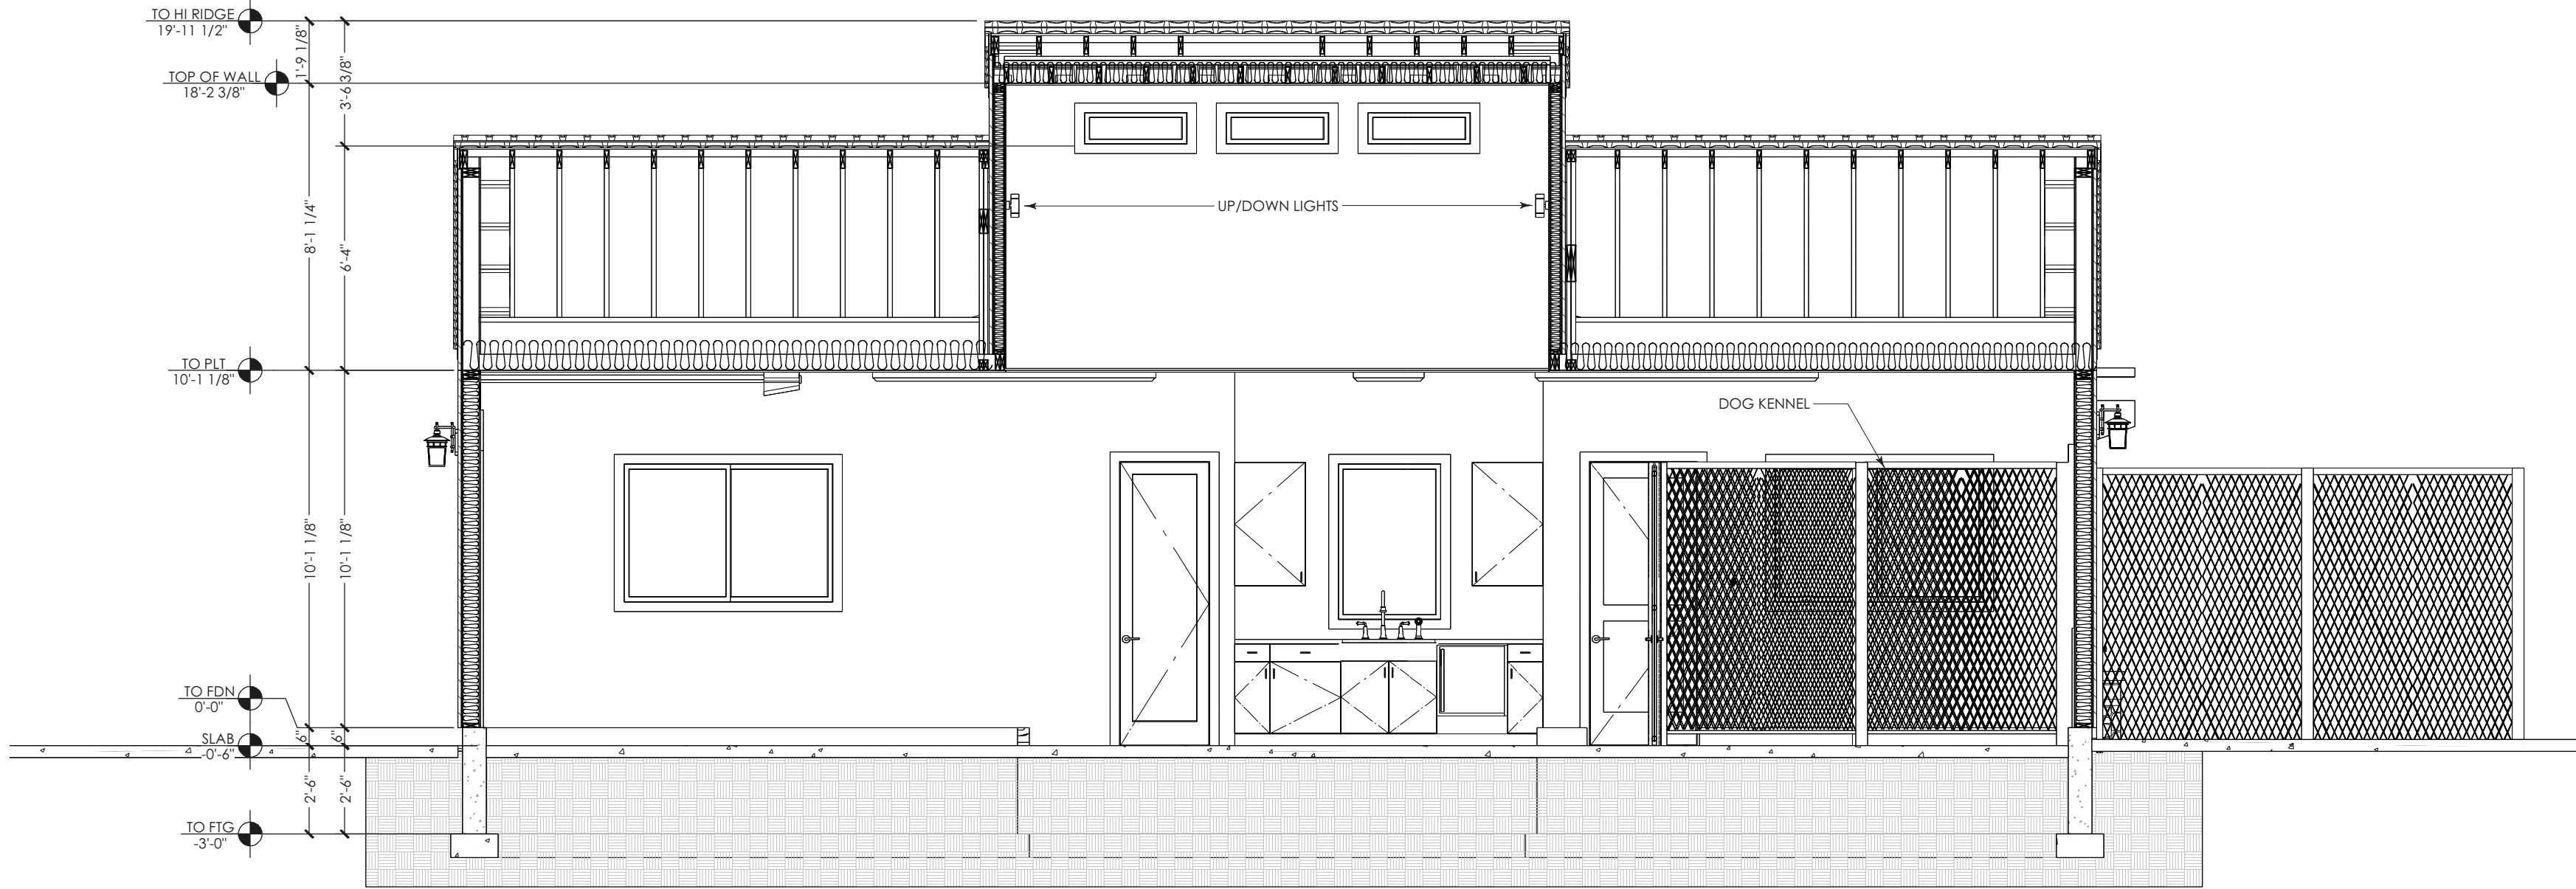 TO HI RIDGE
19'-11 1/2"
TOP OF WALL
18'-2 3/8"
1'-9 1/8"
3'-6 3/8"
UP/DOWN LIGHTS
8'-1 1/4"
6'-4"
TO PLT
10'-1 1/8"
DOG KENNEL
10'-1 1/8"
10'-1 1/8"
TO FDN
0'-0"
6"
6"
SLAB
-0'-6"
2'-6"
2'-6"
TO FTG
-3'-0"